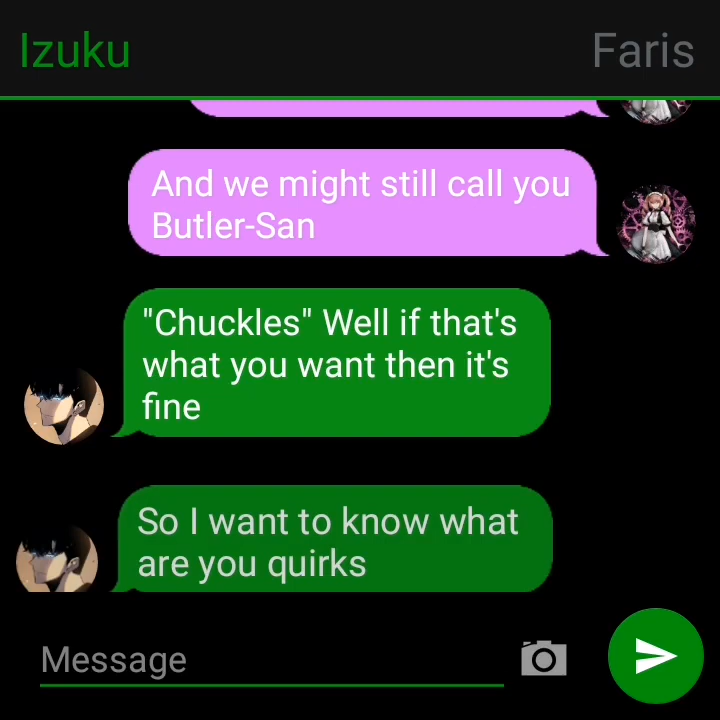 Izuku
Faris
And we might still call you
Butler-San
"Chuckles" Well if that's
what you want then it's
fine
So I want to know what
are you quirks
Message